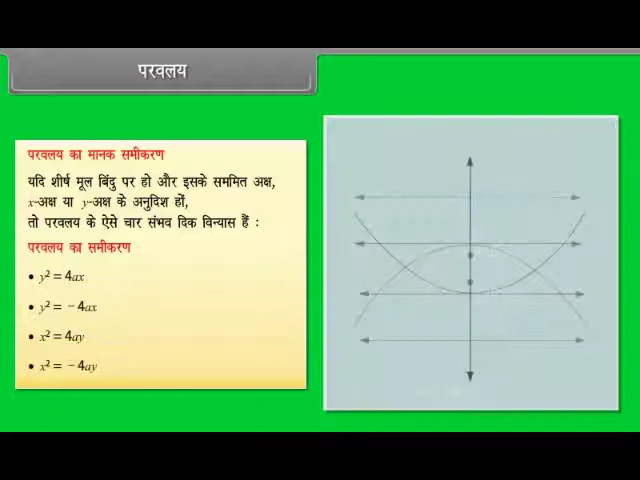 परवलय
परवलय का मानक समीकरण
यदि शीर्ष मूल बिंदु पर हो और इसके सममित अक्ष,
x-अक्ष या y-अक्ष के अनुदिश हों,
तो परवलय के ऐसे चार संभव दिक विन्यास हैं :
परवलय का समीकरण
• y² = 4ax
• y² = −4ax
• x² = 4ay
• x² = −4ay